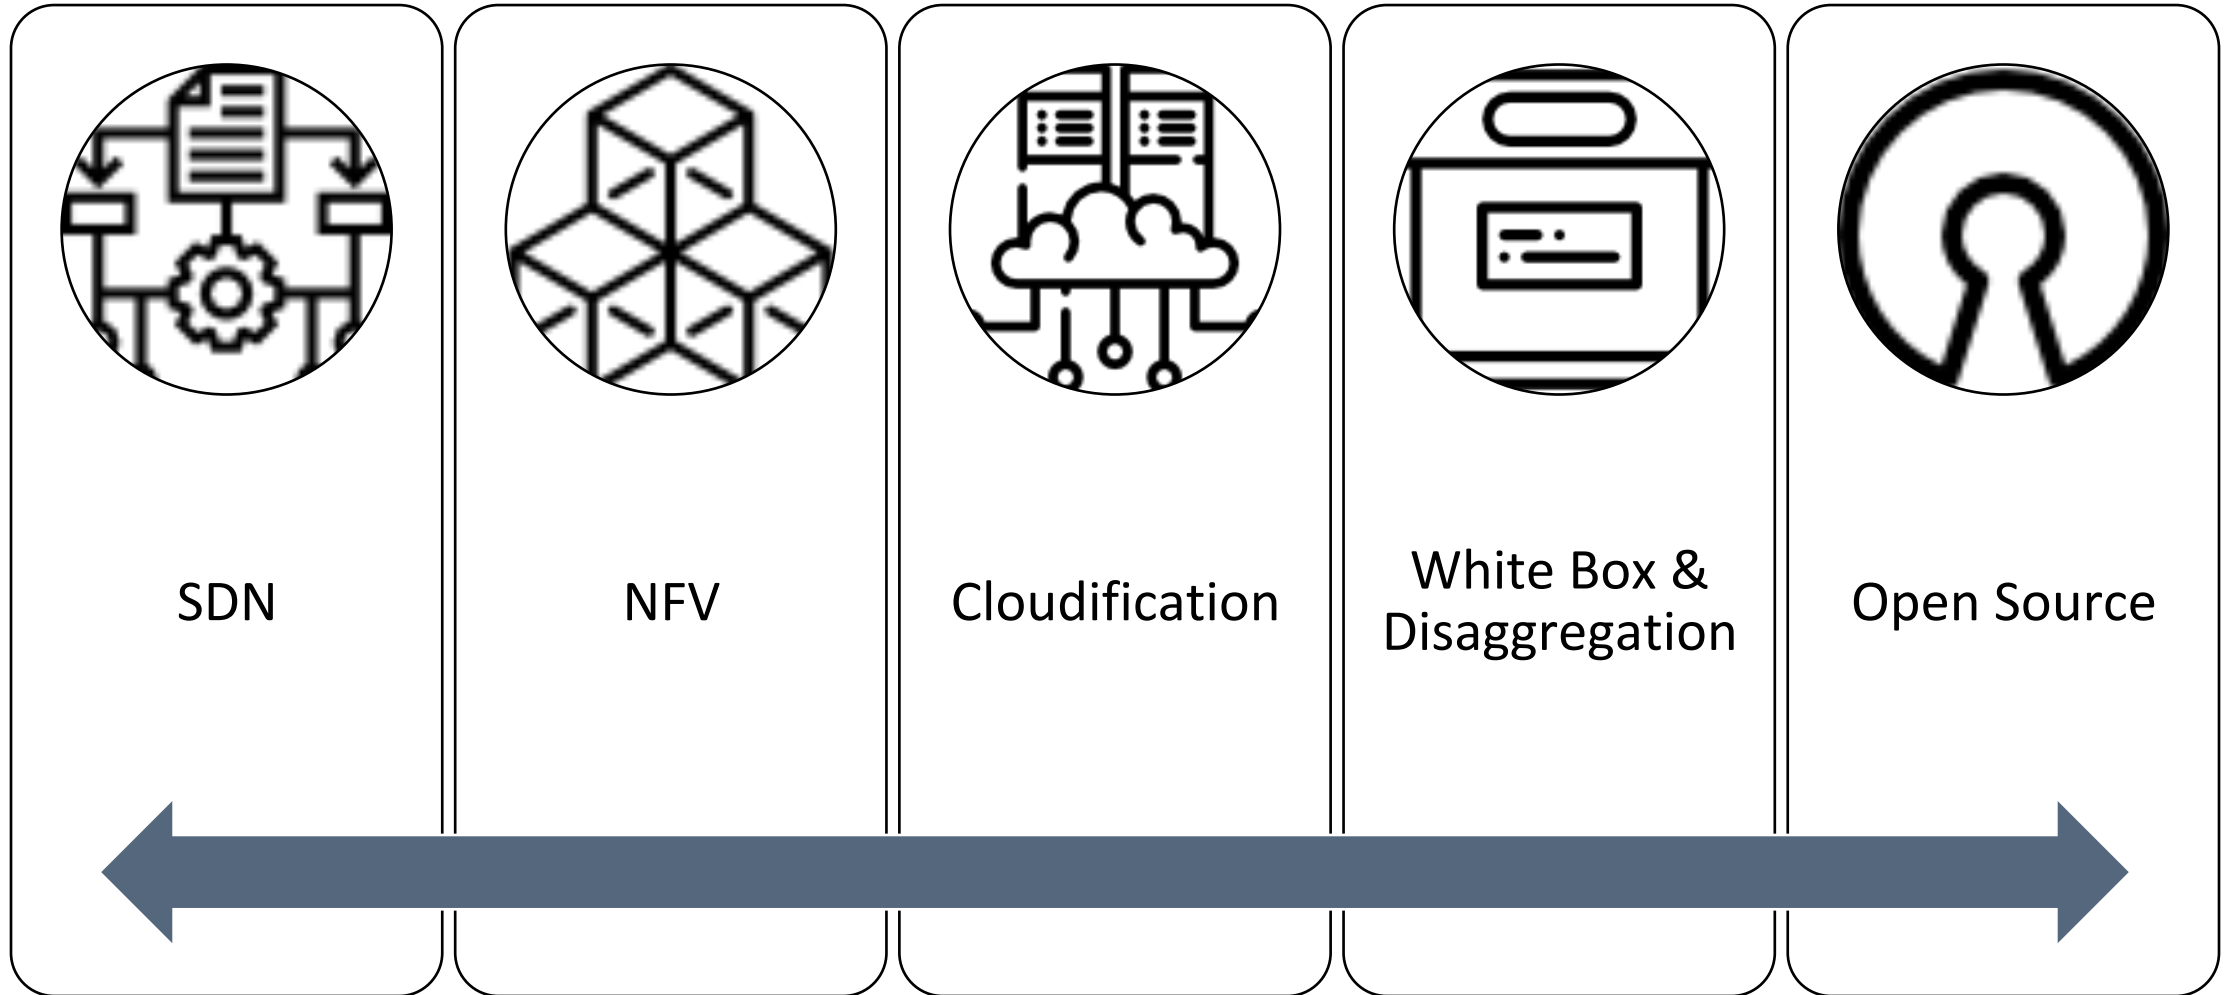 SDN
NFV
Cloudification
White Box &
Disaggregation
Open Source